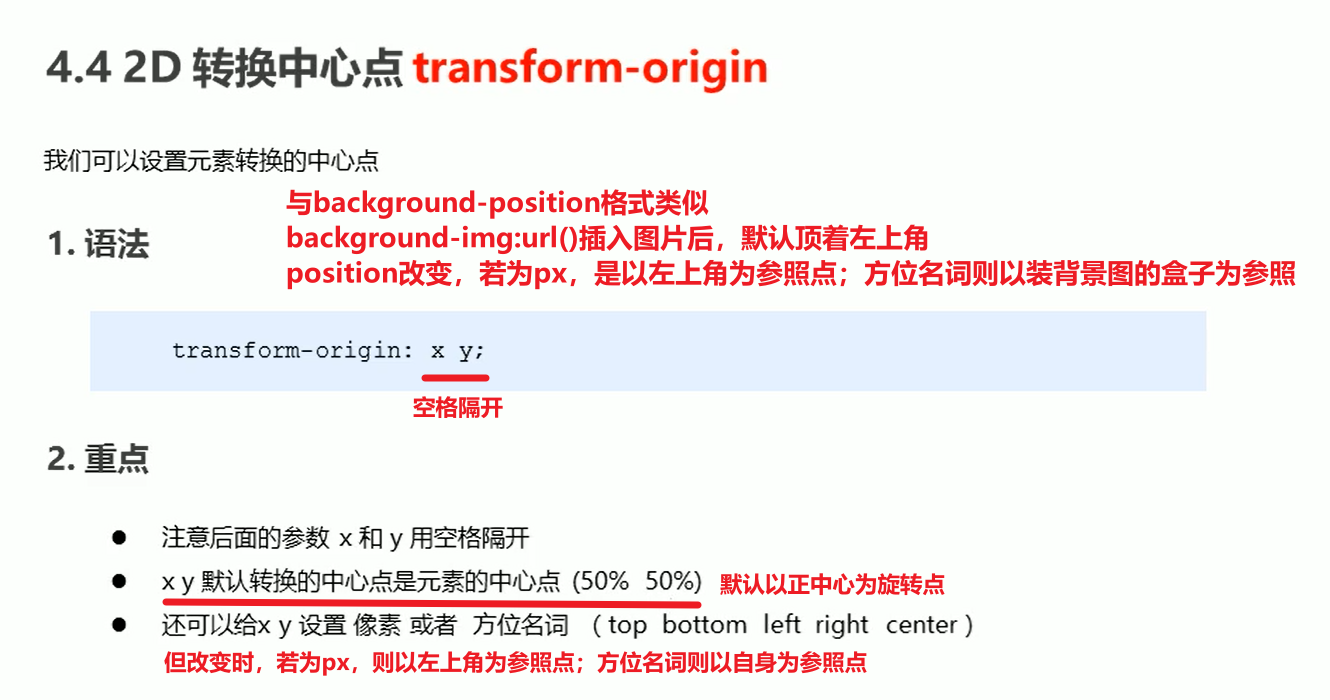 4.4 2D 转换中心点 transform-origin
我们可以设置元素转换的中心点
与background-position格式类似
1. 语法
background-img:url()插入图片后，默认顶着左上角
position改变，若为px，是以左上角为参照点；方位名词则以装背景图的盒子为参照
transform-origin: x y;
空格隔开
2. 重点
● 注意后面的参数 x 和 y 用空格隔开
● x y 默认转换的中心点是元素的中心点 (50% 50%) 默认以正中心为旋转点
● 还可以给x y 设置 像素 或者 方位名词 （ top bottom left right center ）
但改变时，若为px，则以左上角为参照点；方位名词则以自身为参照点